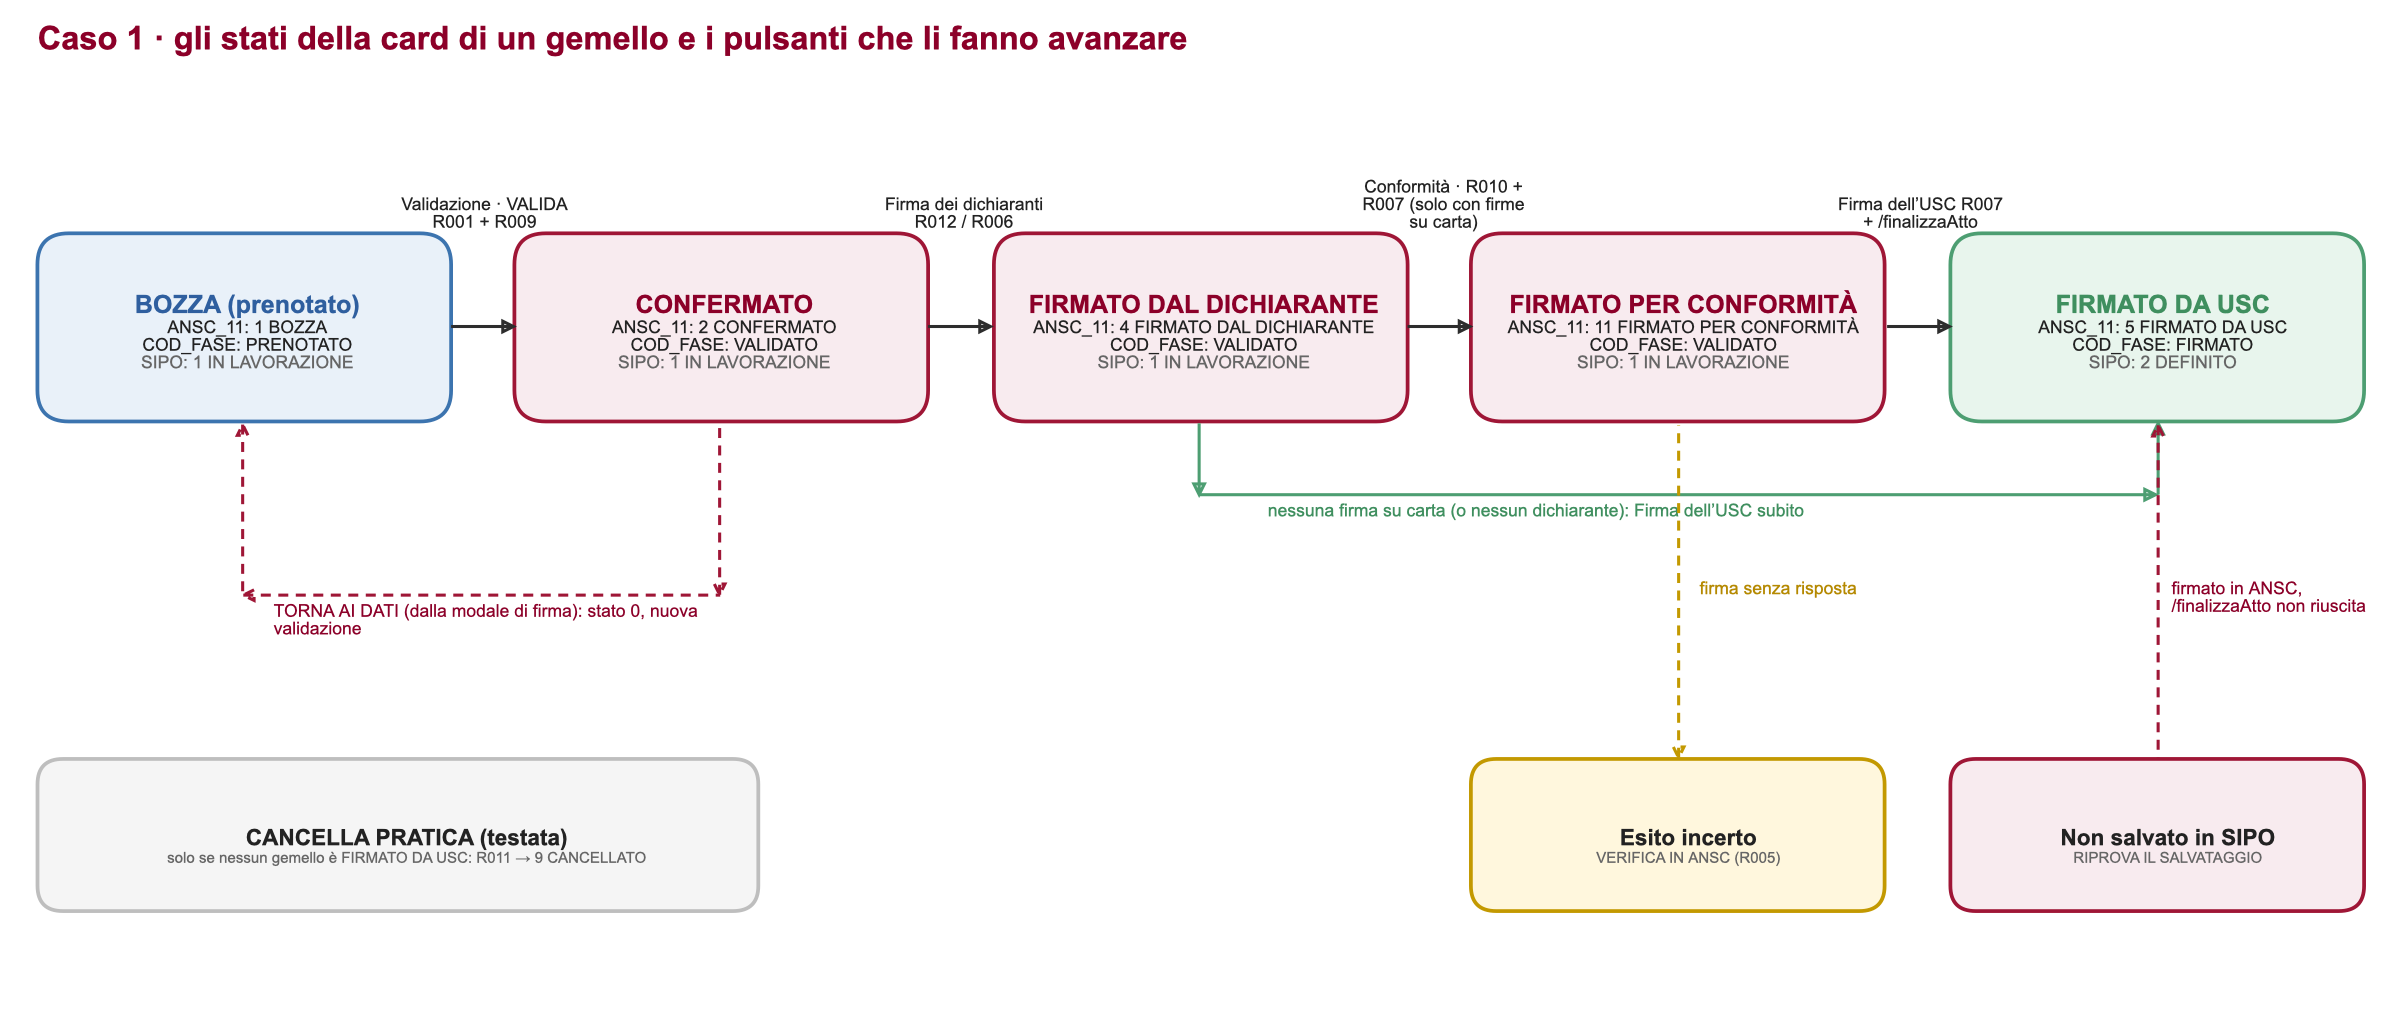 Caso 1 · gli stati della card di un gemello e i pulsanti che li fanno avanzare
Validazione · VALIDA
R001 + R009
Firma dei dichiaranti
R012 / R006
Conformità · R010 +
R007 (solo con firme
su carta)
Firma dell’USC R007
+ /finalizzaAtto
BOZZA (prenotato)
ANSC_11: 1 BOZZA
COD_FASE: PRENOTATO
SIPO: 1 IN LAVORAZIONE
CONFERMATO
ANSC_11: 2 CONFERMATO
COD_FASE: VALIDATO
SIPO: 1 IN LAVORAZIONE
FIRMATO DAL DICHIARANTE
ANSC_11: 4 FIRMATO DAL DICHIARANTE
COD_FASE: VALIDATO
SIPO: 1 IN LAVORAZIONE
FIRMATO PER CONFORMITÀ
ANSC_11: 11 FIRMATO PER CONFORMITÀ
COD_FASE: VALIDATO
SIPO: 1 IN LAVORAZIONE
FIRMATO DA USC
ANSC_11: 5 FIRMATO DA USC
COD_FASE: FIRMATO
SIPO: 2 DEFINITO
nessuna firma su carta (o nessun dichiarante): Firma dell’USC subito
TORNA AI DATI (dalla modale di firma): stato 0, nuova
validazione
firma senza risposta
firmato in ANSC,
/finalizzaAtto non riuscita
CANCELLA PRATICA (testata)
solo se nessun gemello è FIRMATO DA USC: R011 → 9 CANCELLATO
Esito incerto
VERIFICA IN ANSC (R005)
Non salvato in SIPO
RIPROVA IL SALVATAGGIO